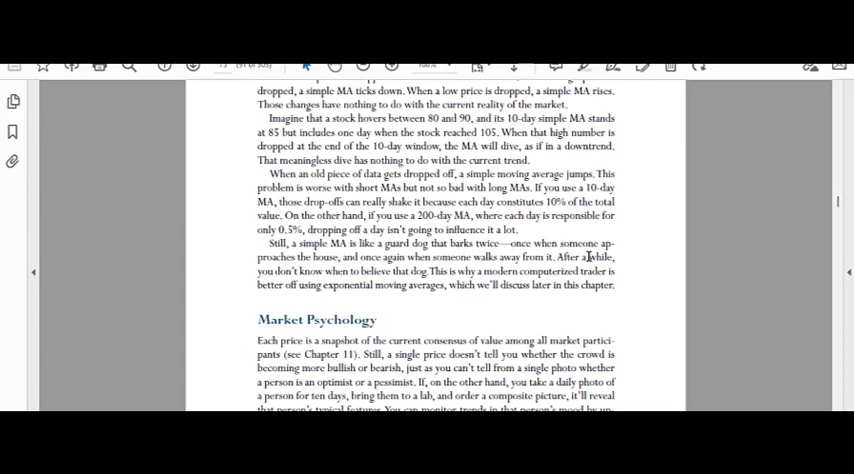 dropped, a simple MA ticks down. When a low price is dropped, a simple MA rises.
Those changes have nothing to do with the current reality of the market.
Imagine that a stock hovers between 80 and 90, and its 10-day simple MA stands
at 85 but includes one day when the stock reached 105. When that high number is
dropped at the end of the 10-day window, the MA will dive, as if in a downtrend.
That meaningless dive has nothing to do with the current trend.
When an old piece of data gets dropped off, a simple moving average jumps. This
problem is worse with short MAs but not so bad with long MAs. If you use a 10-day
MA, those drop-offs can really shake it because each day constitutes 10% of the total
value. On the other hand, if you use a 200-day MA, where each day is responsible for
only 0.5%, dropping off a day isn't going to influence it a lot.
Still, a simple MA is like a guard dog that barks twice—once when someone ap-
proaches the house, and once again when someone walks away from it. After a while,
you don't know when to believe that dog. This is why a modern computerized trader is
better off using exponential moving averages, which we'll discuss later in this chapter.
Market Psychology
Each price is a snapshot of the current consensus of value among all market partici-
pants (see Chapter 11). Still, a single price doesn't tell you whether the crowd is
becoming more bullish or bearish, just as you can't tell from a single photo whether
a person is an optimist or a pessimist. If, on the other hand, you take a daily photo of
a person for ten days, bring them to a lab, and order a composite picture, it'll reveal
that person's typical features. You can monitor trends in that person's mood by up-